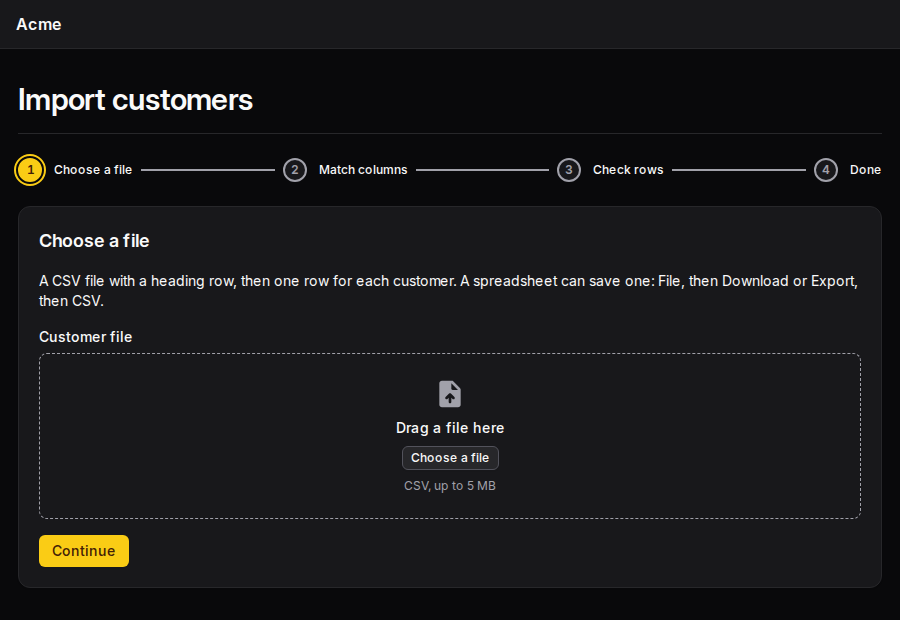 Acme
Import customers
1 Choose a file 2 Match columns 3 Check rows 4 Done
Choose a file
A CSV file with a heading row, then one row for each customer. A spreadsheet can save one: File, then Download or Export,
then CSV.
Customer file
Drag a file here
Choose a file
CSV, up to 5 MB
Continue